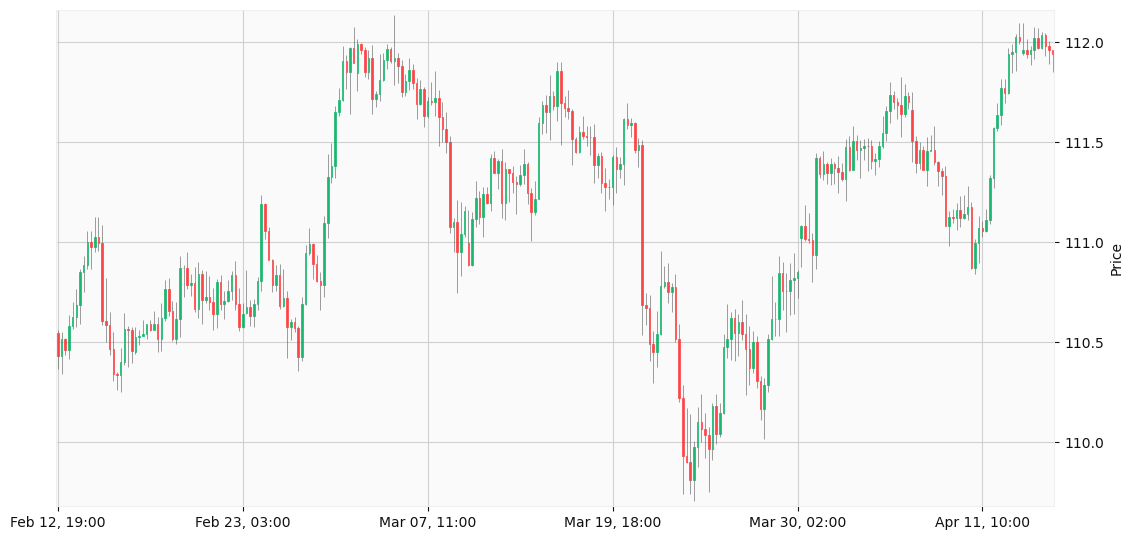 112.0
111.5
111.0
110.5
110.0
Price
Feb 12, 19:00
Feb 23, 03:00
Mar 07, 11:00
Mar 19, 18:00
Mar 30, 02:00
Apr 11, 10:00